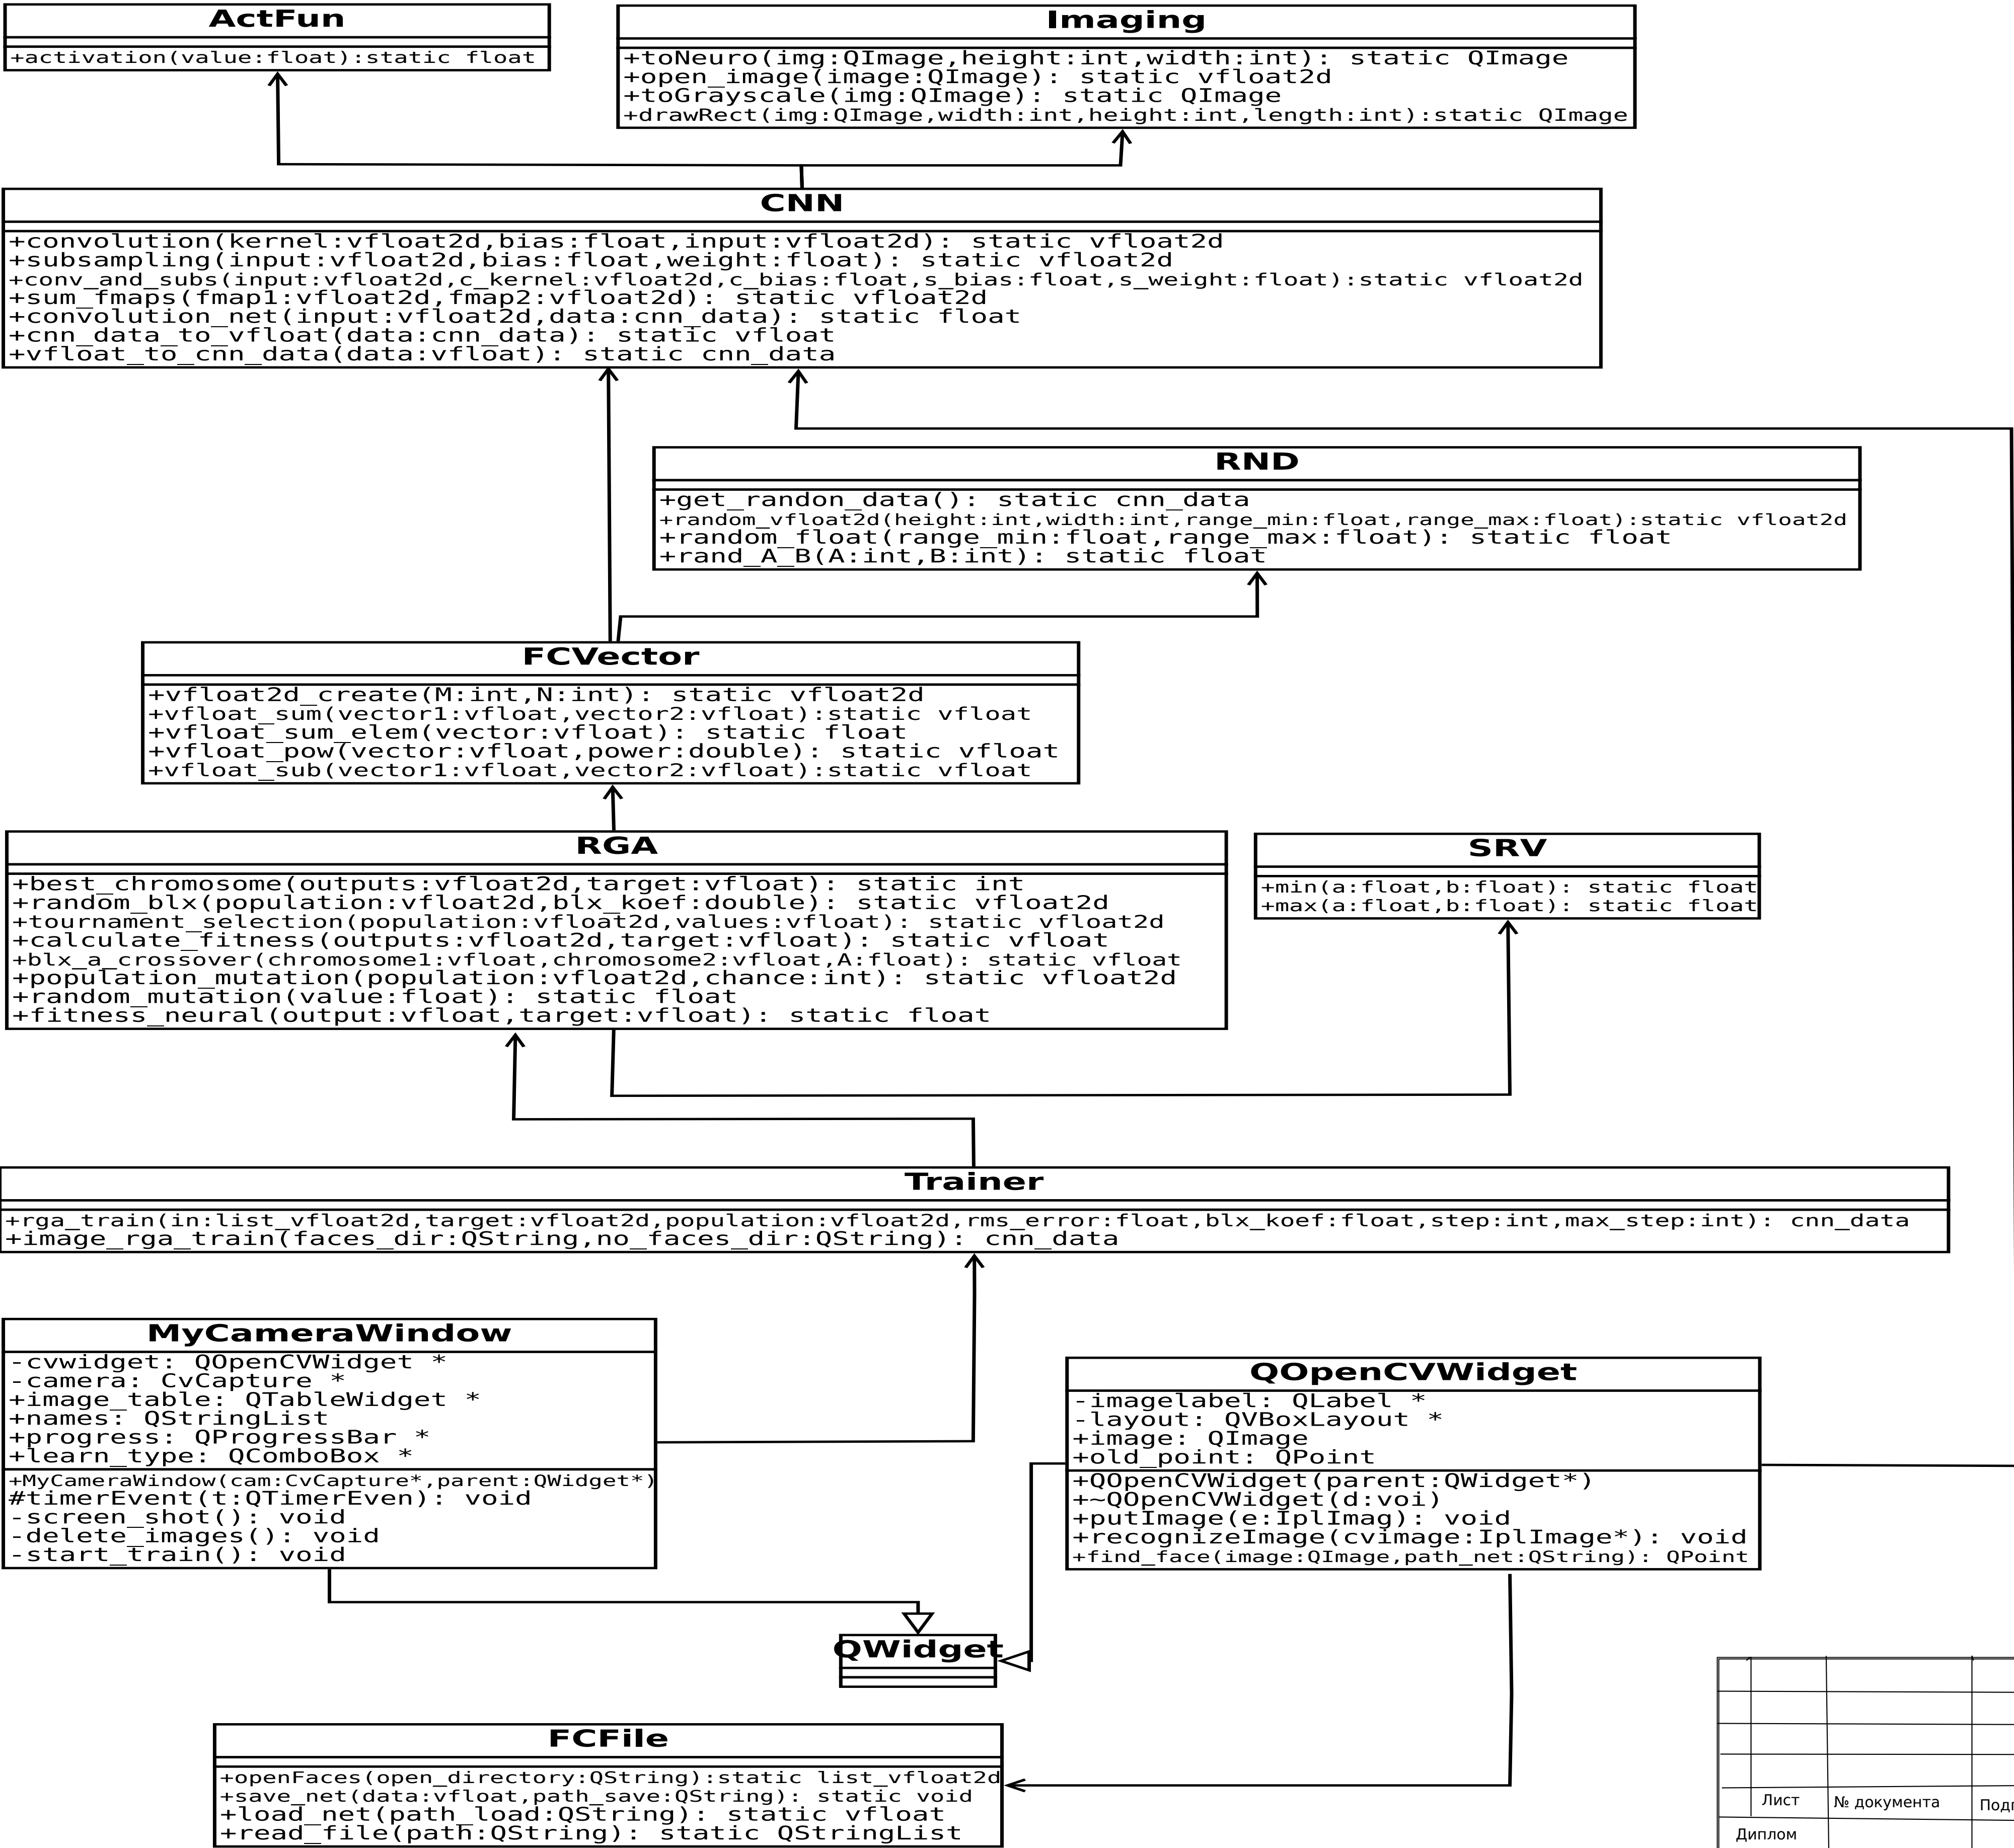 ActFun
+activation(value:float):static float
Imaging
+toNeuro(img:QImage,height:int,width:int): static QImage
+open_image(image:QImage): static vfloat2d
+toGrayscale(img:QImage): static QImage
+drawRect(img:QImage,width:int,height:int,length:int):static QImage
CNN
+convolution(kernel:vfloat2d,bias:float,input:vfloat2d): static vfloat2d
+subsampling(input:vfloat2d,bias:float,weight:float): static vfloat2d
+conv_and_subs(input:vfloat2d,c_kernel:vfloat2d,c_bias:float,s_bias:float,s_weight:float):static vfloat2d
+sum_fmaps(fmap1:vfloat2d,fmap2:vfloat2d): static vfloat2d
+convolution_net(input:vfloat2d,data:cnn_data): static float
+cnn_data_to_vfloat(data:cnn_data): static vfloat
+vfloat_to_cnn_data(data:vfloat): static cnn_data
RND
+get_randon_data(): static cnn_data
+random_vfloat2d(height:int,width:int,range_min:float,range_max:float):static vfloat2d
+random_float(range_min:float,range_max:float): static float
+rand_A_B(A:int,B:int): static float
FCVector
+vfloat2d_create(M:int,N:int): static vfloat2d
+vfloat_sum(vector1:vfloat,vector2:vfloat):static vfloat
+vfloat_sum_elem(vector:vfloat): static float
+vfloat_pow(vector:vfloat,power:double): static vfloat
+vfloat_sub(vector1:vfloat,vector2:vfloat):static vfloat
RGA
+best_chromosome(outputs:vfloat2d,target:vfloat): static int
+random_blx(population:vfloat2d,blx_koef:double): static vfloat2d
+tournament_selection(population:vfloat2d,values:vfloat): static vfloat2d
+calculate_fitness(outputs:vfloat2d,target:vfloat): static vfloat
+blx_a_crossover(chromosome1:vfloat,chromosome2:vfloat,A:float): static vfloat
+population_mutation(population:vfloat2d,chance:int): static vfloat2d
+random_mutation(value:float): static float
+fitness_neural(output:vfloat,target:vfloat): static float
SRV
+min(a:float,b:float): static float
+max(a:float,b:float): static float
Trainer
+rga_train(in:list_vfloat2d,target:vfloat2d,population:vfloat2d,rms_error:float,blx_koef:float,step:int,max_step:int): cnn_data
+image_rga_train(faces_dir:QString,no_faces_dir:QString): cnn_data
MyCameraWindow
-cvwidget: QOpenCVWidget *
-camera: CvCapture *
+image_table: QTableWidget *
+names: QStringList
+progress: QProgressBar *
+learn_type: QComboBox *
+MyCameraWindow(cam:CvCapture*,parent:QWidget*)
#timerEvent(t:QTimerEven): void
-screen_shot(): void
-delete_images(): void
-start_train(): void
QOpenCVWidget
-imagelabel: QLabel *
-layout: QVBoxLayout *
+image: QImage
+old_point: QPoint
+QOpenCVWidget(parent:QWidget*)
+~QOpenCVWidget(d:voi)
+putImage(e:IplImag): void
+recognizeImage(cvimage:IplImage*): void
+find_face(image:QImage,path_net:QString): QPoint
QWidget
FCFile
+openFaces(open_directory:QString):static list_vfloat2d
+save_net(data:vfloat,path_save:QString): static void
+load_net(path_load:QString): static vfloat
+read_file(path:QString): static QStringList
Лист № документа
Диплом